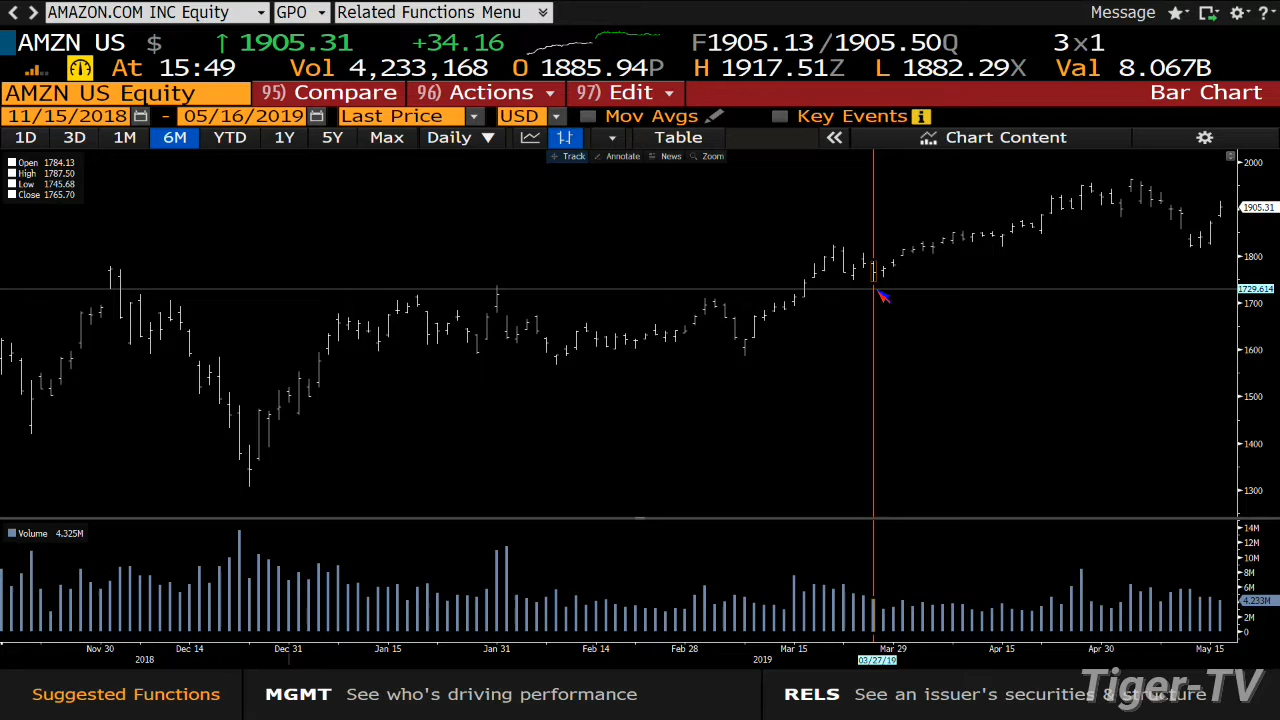 AMAZON.COM INC Equity GPO Related Functions Menu Message ?
AMZN US $ ↑ 1905.31 +34.16 F1905.13 /1905.50Q 3x1
At 15:49 Vol 4,233,168 O 1885.94P H 1917.51Z L 1882.29X Val 8.067B
AMZN US Equity 95) Compare 96) Actions 97) Edit Bar Chart
11/15/2018 - 05/16/2019 Last Price USD Mov Avgs Key Events i
1D 3D 1M 6M YTD 1Y 5Y Max Daily ▼ Table « Chart Content
Track Annotate News Zoom
Open 1784.13
High 1787.50
Low 1745.68
Close 1765.70
2000
1905.31
1800
1729.614
1700
1600
1500
1400
1300
Volume 4.325M
14M
12M
10M
8M
6M
4.233M
2M
0
Nov 30 Dec 14 Dec 31 Jan 15 Jan 31 Feb 14 Feb 28 Mar 15 Mar 29 Apr 15 Apr 30 May 15
2018 2019 03/27/19
Suggested Functions MGMT See who's driving performance RELS See an issuer's securities & structure
Tiger-TV